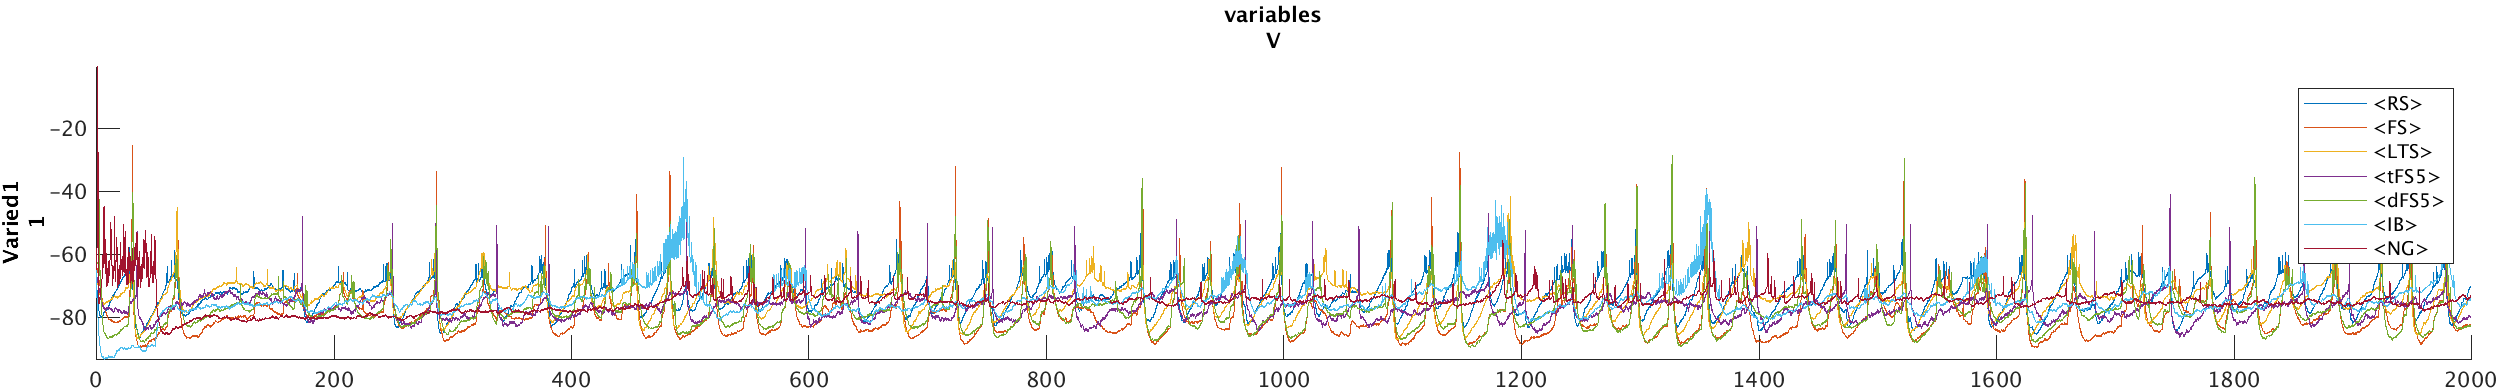 variables
V
Varied1
1
-20
-40
-60
-80
0 200 400 600 800 1000 1200 1400 1600 1800 2000
<RS>
<FS>
<LTS>
<tFS5>
<dFS5>
<IB>
<NG>